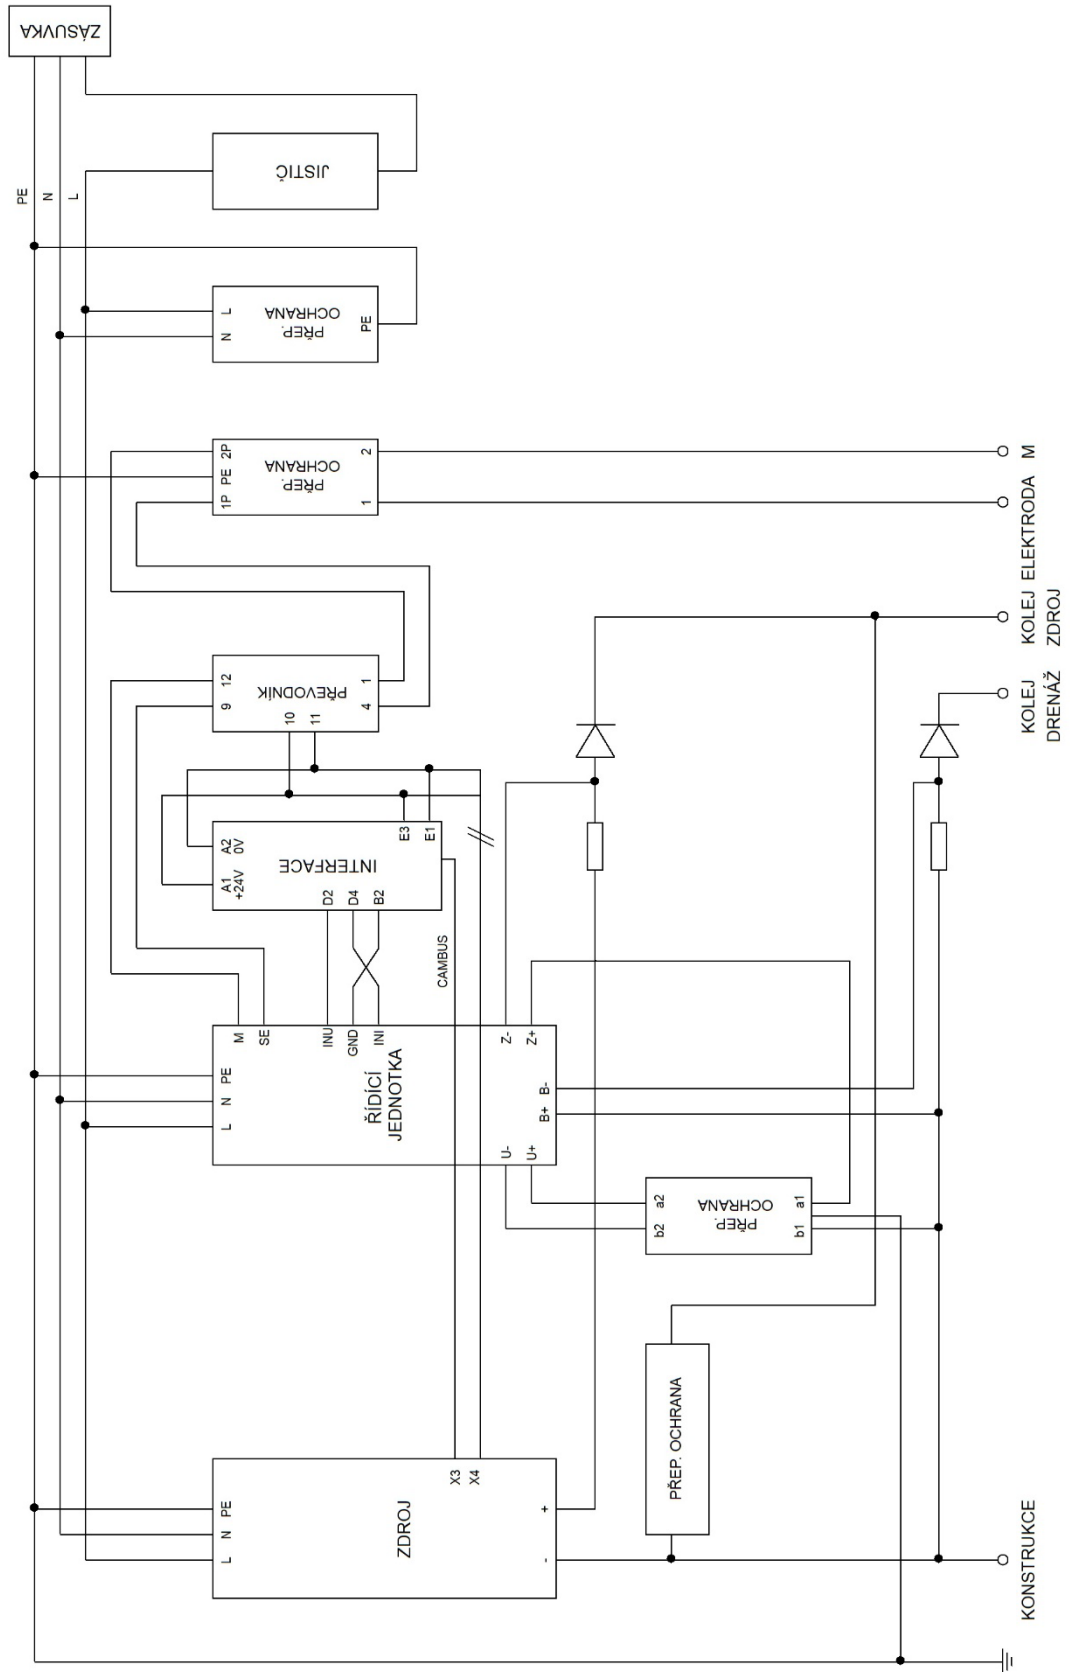 ZÁSUVKA
PE
N
L
JISTIČ
L
N
PŘEP.
OCHRANA
PE
2P
PE
1P
PŘEP.
OCHRANA
2
1
M
ELEKTRODA
KOLEJ
ZDROJ
KOLEJ
DRENÁŽ
12
9
PŘEVODNÍK
10
11
1
4
A2
0V
A1
+24V
INTERFACE
E3
E1
D2
D4
B2
CAMBUS
M
SE
INU
GND
INI
Z-
Z+
PE
N
L
ŘÍDÍCÍ
JEDNOTKA
B-
B+
U-
U+
a2
b2
PŘEP.
OCHRANA
a1
b1
PŘEP. OCHRANA
X3
X4
PE
N
L
ZDROJ
+
-
KONSTRUKCE